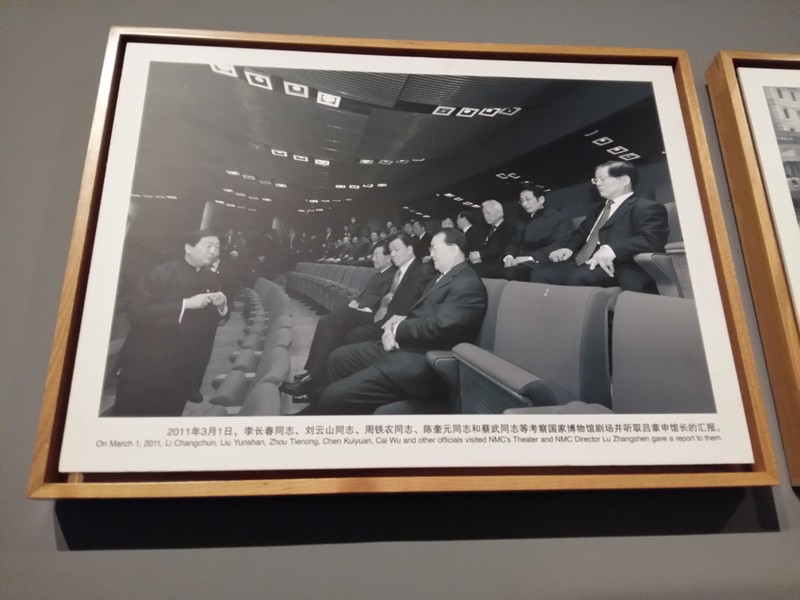 2011年3月1日，李长春同志、刘云山同志、周铁农同志、陈奎元同志和蔡武同志等考察国家博物馆剧场并听取吕章申馆长的汇报。
On March 1, 2011, Li Changchun, Liu Yunshan, Zhou Tienong, Chen Kuiyuan, Cai Wu and other officials visited NMC's Theater and NMC Director Lu Zhangshen gave a report to them.